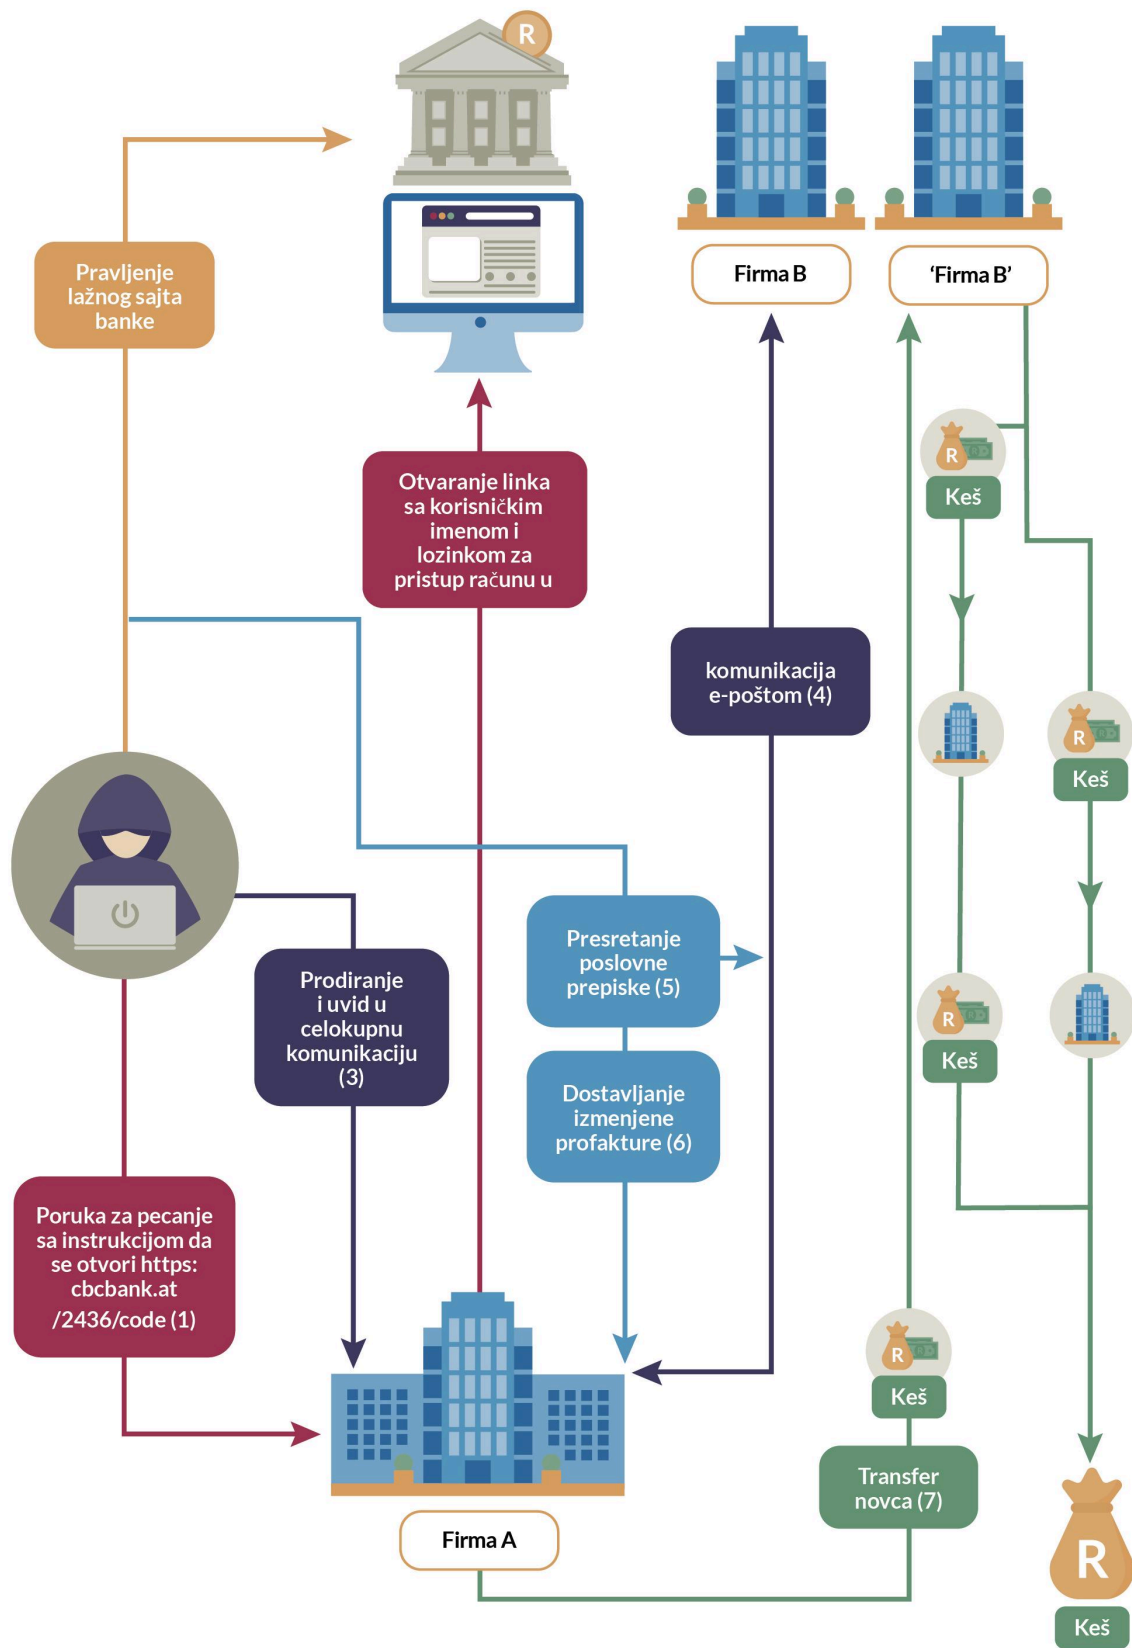 R
Pravljenje
lažnog sajta
banke
Firma B
‘Firma B’
R
Keš
Otvaranje linka
sa korisničkim
imenom i
lozinkom za
pristup računu u
komunikacija
e-poštom (4)
R
Keš
Prodiranje
i uvid u
celokupnu
komunikaciju
(3)
Presretanje
poslovne
prepiske (5)
R
Keš
Dostavljanje
izmenjene
profakture (6)
Poruka za pecanje
sa instrukcijom da
se otvori https:
cbcbank.at
/2436/code (1)
R
Keš
Transfer
novca (7)
Firma A
R
Keš